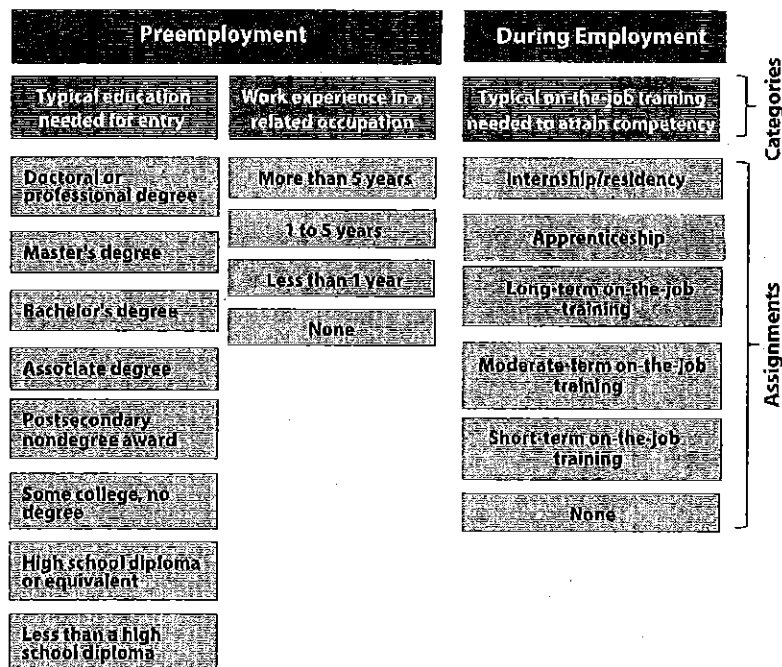 Preemployment
During Employment
Typical education
needed for entry
Work experience in a
related occupation
Typical on-the-job training
needed to attain competency
Categories
Doctoral or
professional degree
Master's degree
Bachelor's degree
Associate degree
Postsecondary
nondegree award
Some college, no
degree
High school diploma
or equivalent
Less than a high
school diploma
More than 5 years
1 to 5 years
Less than 1 year
None
Internship/residency
Apprenticeship
Long-term on-the-job
training
Moderate-term on-the-job
training
Short-term on-the-job
training
None
Assignments